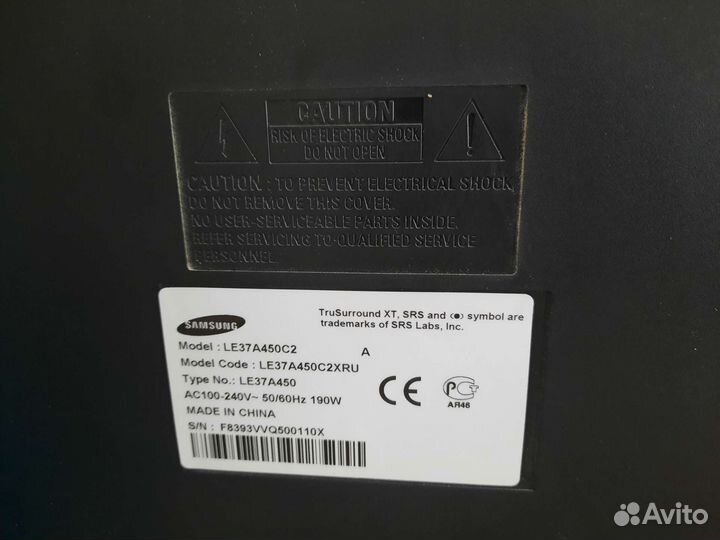 CAUTION
RISK OF ELECTRIC SHOCK
DO NOT OPEN
CAUTION : TO PREVENT ELECTRICAL SHOCK,
DO NOT REMOVE THIS COVER.
NO USER-SERVICEABLE PARTS INSIDE.
REFER SERVICING TO QUALIFIED SERVICE
PERSONNEL.
SAMSUNG
TruSurround XT, SRS and (●) symbol are
trademarks of SRS Labs, Inc.
Model : LE37A450C2 A
Model Code : LE37A450C2XRU
Type No.: LE37A450
AC100-240V~ 50/60Hz 190W
MADE IN CHINA
S/N : F8393VVQ500110X
CE
РСТ
АЯ46
Avito